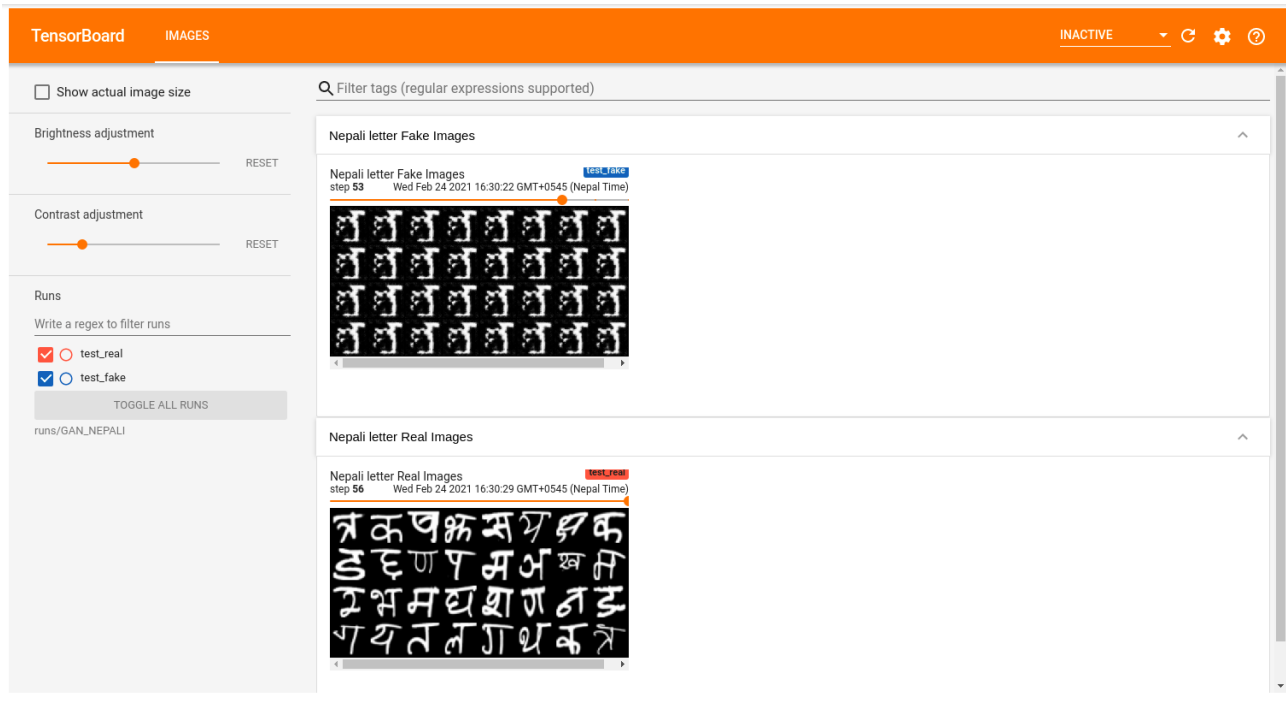 TensorBoard IMAGES INACTIVE
Show actual image size
Filter tags (regular expressions supported)
Brightness adjustment
RESET
Contrast adjustment
RESET
Runs
Write a regex to filter runs
test_real
test_fake
TOGGLE ALL RUNS
runs/GAN_NEPALI
Nepali letter Fake Images
Nepali letter Fake Images test_fake
step 53 Wed Feb 24 2021 16:30:22 GMT+0545 (Nepal Time)
Nepali letter Real Images
Nepali letter Real Images test_real
step 56 Wed Feb 24 2021 16:30:29 GMT+0545 (Nepal Time)
त्र क प झ स य क्ष क
ङ ह ण प म ञ ख म
र भ म घ श ज न ङ
ग य त ल ग थ क त्र